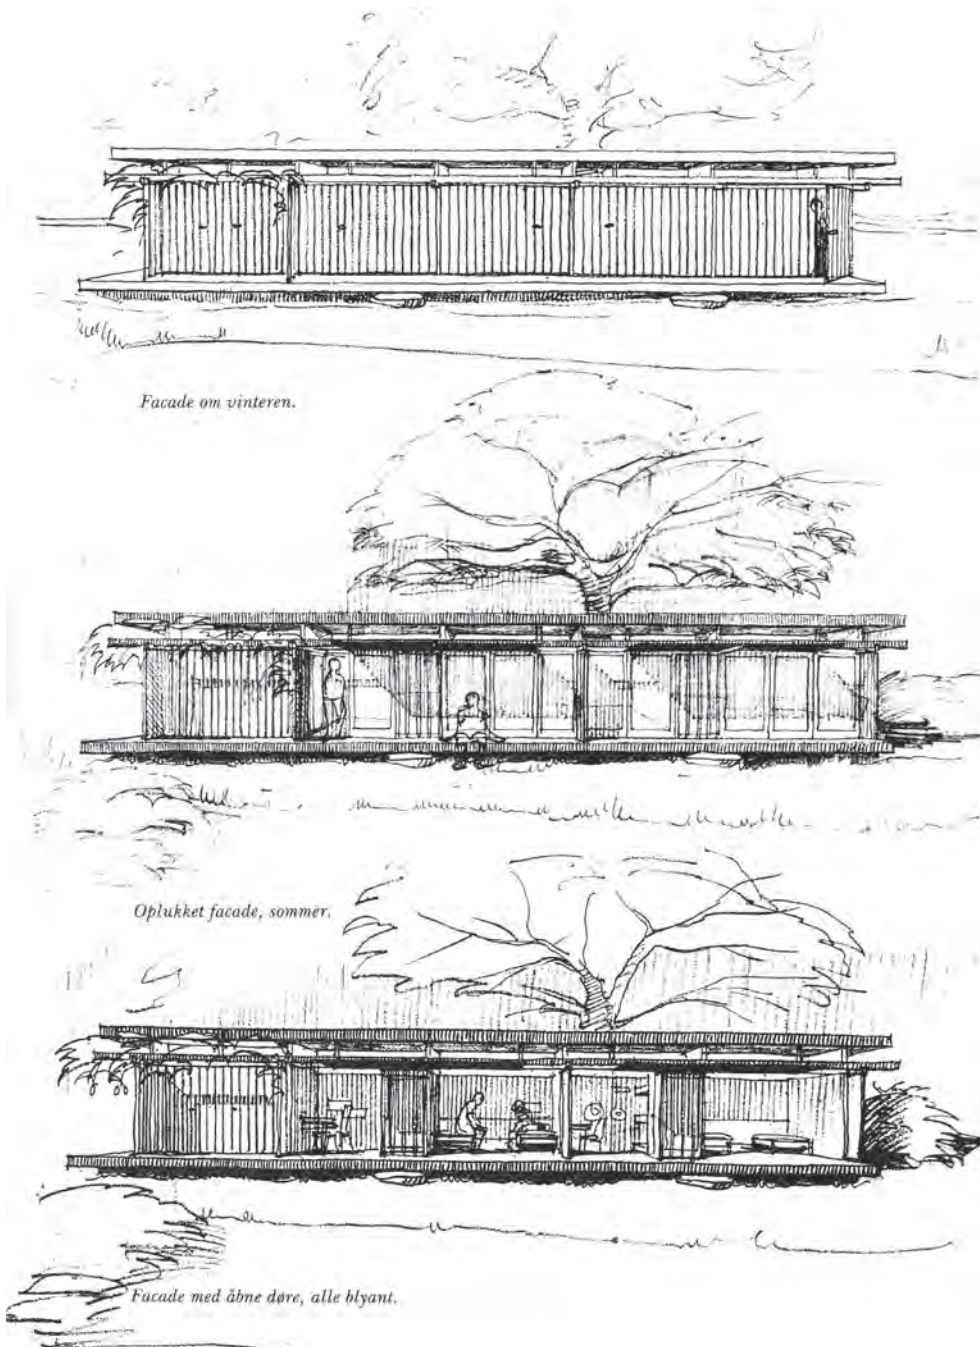 Facade om vinteren.
Oplukket facade, sommer.
Facade med åbne døre, alle blyant.